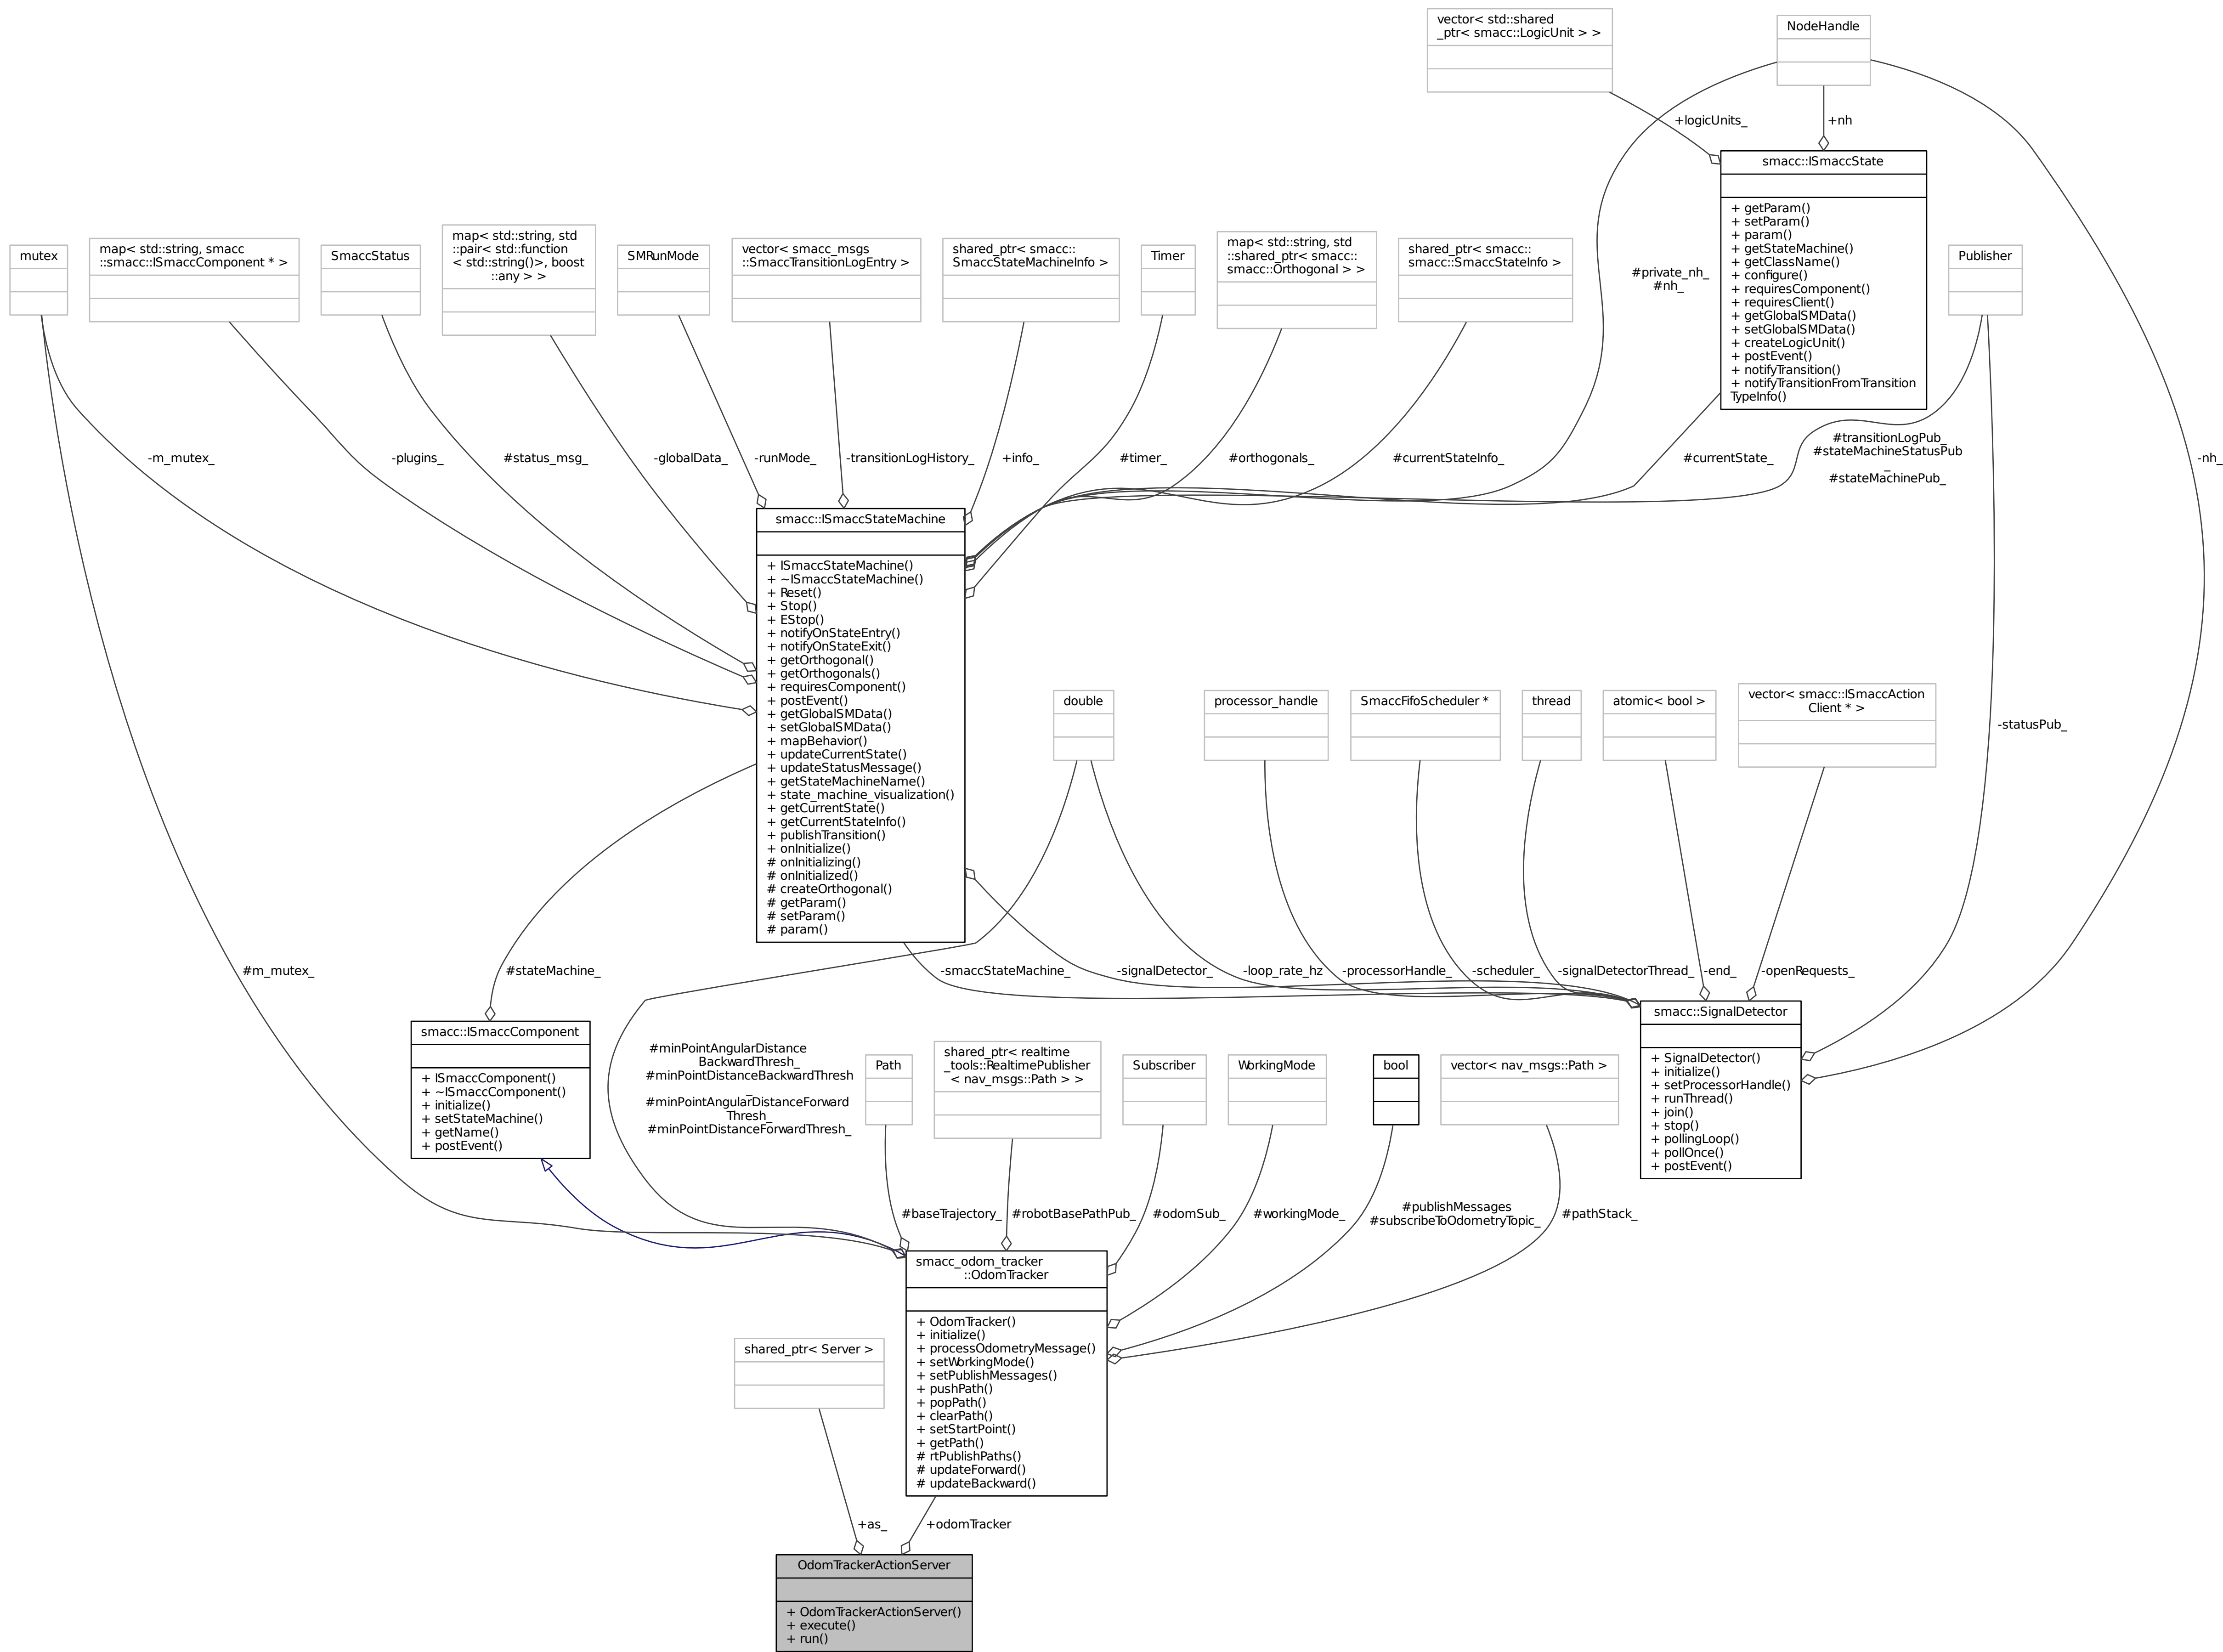 vector< std::shared
_ptr< smacc::LogicUnit > >
NodeHandle
+logicUnits_
+nh
smacc::ISmaccState
+ getParam()
+ setParam()
+ param()
+ getStateMachine()
+ getClassName()
+ configure()
+ requiresComponent()
+ requiresClient()
+ getGlobalSMData()
+ setGlobalSMData()
+ createLogicUnit()
+ postEvent()
+ notifyTransition()
+ notifyTransitionFromTransition
TypeInfo()
mutex
map< std::string, smacc
::smacc::ISmaccComponent * >
SmaccStatus
map< std::string, std
::pair< std::function
< std::string()>, boost
::any > >
SMRunMode
vector< smacc_msgs
::SmaccTransitionLogEntry >
shared_ptr< smacc::
SmaccStateMachineInfo >
Timer
map< std::string, std
::shared_ptr< smacc::
smacc::Orthogonal > >
shared_ptr< smacc::
smacc::SmaccStateInfo >
#private_nh_
#nh_
Publisher
-m_mutex_
-plugins_
#status_msg_
-globalData_
-runMode_
-transitionLogHistory_
+info_
#timer_
#orthogonals_
#currentStateInfo_
#currentState_
#transitionLogPub_
#stateMachineStatusPub
_
#stateMachinePub_
-nh_
smacc::ISmaccStateMachine
+ ISmaccStateMachine()
+ ~ISmaccStateMachine()
+ Reset()
+ Stop()
+ EStop()
+ notifyOnStateEntry()
+ notifyOnStateExit()
+ getOrthogonal()
+ getOrthogonals()
+ requiresComponent()
+ postEvent()
+ getGlobalSMData()
+ setGlobalSMData()
+ mapBehavior()
+ updateCurrentState()
+ updateStatusMessage()
+ getStateMachineName()
+ state_machine_visualization()
+ getCurrentState()
+ getCurrentStateInfo()
+ publishTransition()
+ onInitialize()
# onInitializing()
# onInitialized()
# createOrthogonal()
# getParam()
# setParam()
# param()
double
processor_handle
SmaccFifoScheduler *
thread
atomic< bool >
vector< smacc::ISmaccAction
Client * >
-statusPub_
#m_mutex_
#stateMachine_
-smaccStateMachine_
-signalDetector_
-loop_rate_hz
-processorHandle_
-scheduler_
-signalDetectorThread_
-end_
-openRequests_
smacc::ISmaccComponent
+ ISmaccComponent()
+ ~ISmaccComponent()
+ initialize()
+ setStateMachine()
+ getName()
+ postEvent()
#minPointAngularDistance
BackwardThresh_
#minPointDistanceBackwardThresh
_
#minPointAngularDistanceForward
Thresh_
#minPointDistanceForwardThresh_
Path
shared_ptr< realtime
_tools::RealtimePublisher
< nav_msgs::Path > >
Subscriber
WorkingMode
bool
vector< nav_msgs::Path >
smacc::SignalDetector
+ SignalDetector()
+ initialize()
+ setProcessorHandle()
+ runThread()
+ join()
+ stop()
+ pollingLoop()
+ pollOnce()
+ postEvent()
#baseTrajectory_
#robotBasePathPub_
#odomSub_
#workingMode_
#publishMessages
#subscribeToOdometryTopic_
#pathStack_
smacc_odom_tracker
::OdomTracker
+ OdomTracker()
+ initialize()
+ processOdometryMessage()
+ setWorkingMode()
+ setPublishMessages()
+ pushPath()
+ popPath()
+ clearPath()
+ setStartPoint()
+ getPath()
# rtPublishPaths()
# updateForward()
# updateBackward()
shared_ptr< Server >
+as_
+odomTracker
OdomTrackerActionServer
+ OdomTrackerActionServer()
+ execute()
+ run()